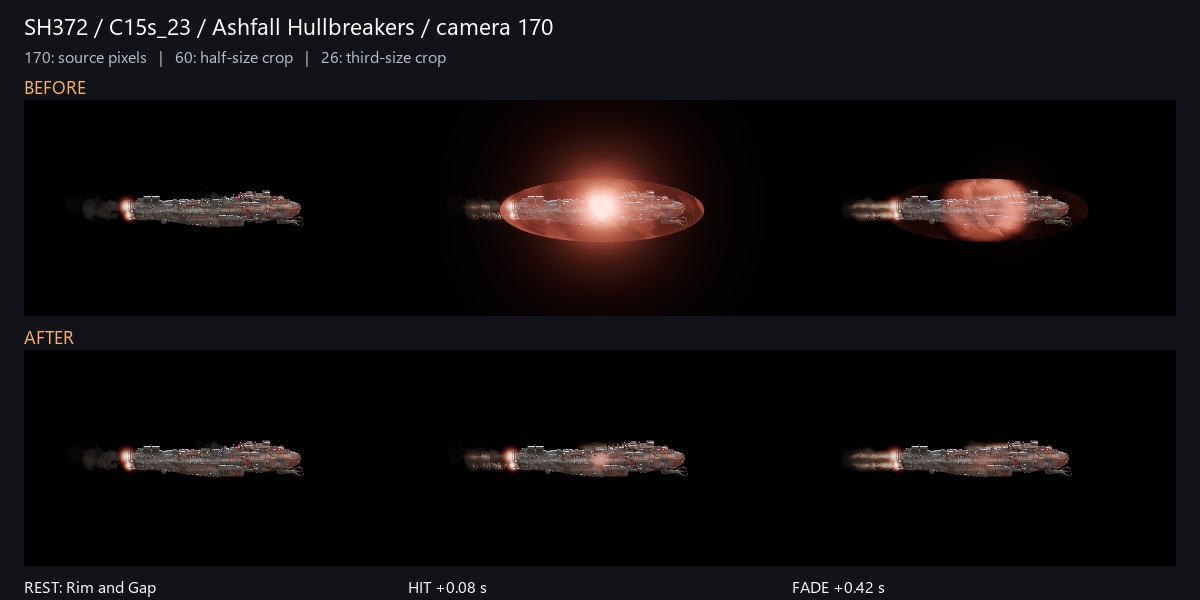 SH372 / C15s_23 / Ashfall Hullbreakers / camera 170
170: source pixels | 60: half-size crop | 26: third-size crop
BEFORE
AFTER
REST: Rim and Gap
HIT +0.08 s
FADE +0.42 s